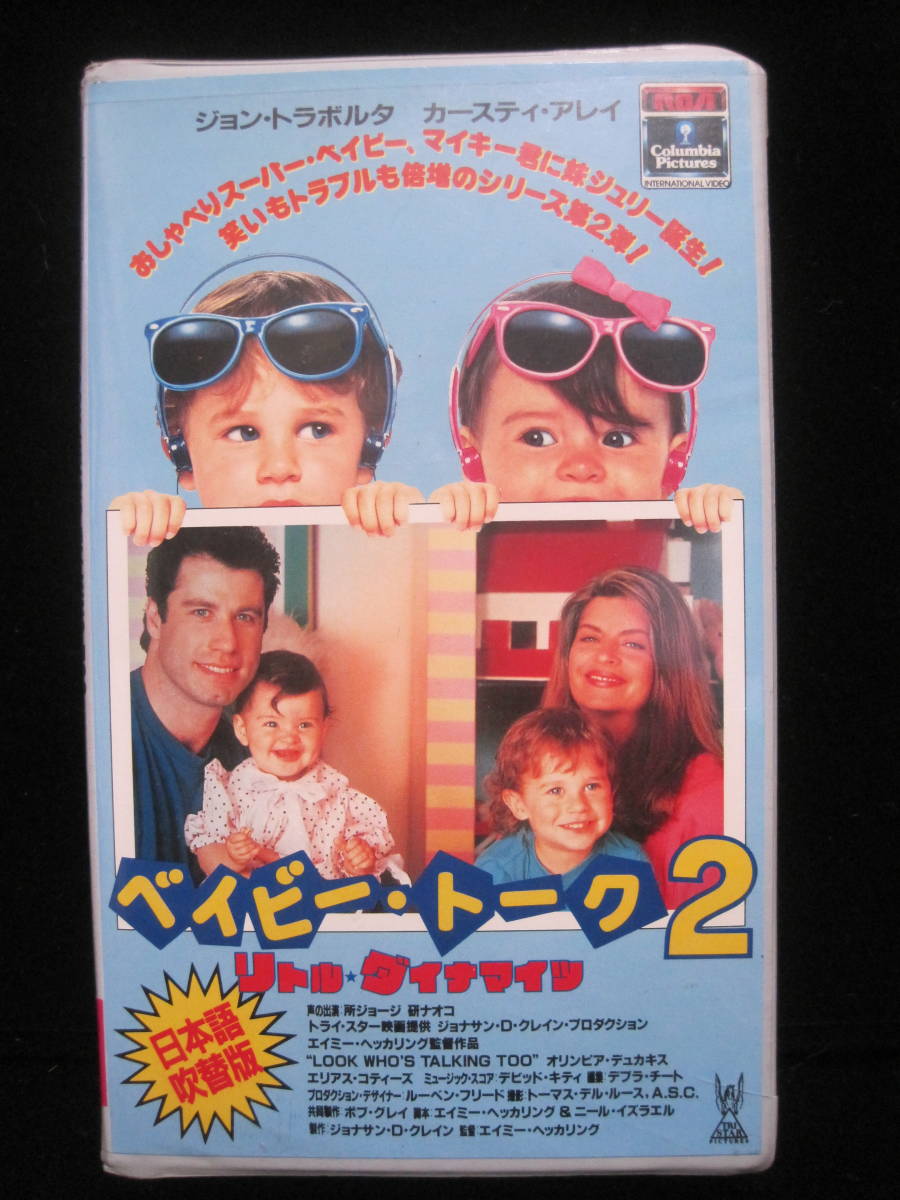 ジョン・トラボルタ カースティ・アレイ
Columbia
Pictures
INTERNATIONAL VIDEO
おしゃべりスーパー・ベイビー、マイキー君に妹ジュリー誕生!
笑いもトラブルも倍増のシリーズ第2弾!
ベイビー・トーク2
リトル★ダイナマイツ
日本語
吹替版
声の出演:所ジョージ 研ナオコ
トライ・スター映画提供 ジョナサン・D・クレイン・プロダクション
エイミー・ヘッカリング監督作品
“LOOK WHO'S TALKING TOO” オリンピア・デュカキス
エリアス・コティーズ ミュージック・スコア:デビッド・キティ 編集:デブラ・チート
プロダクション・デザイナー:ルーベン・フリード 撮影:トーマス・デル・ルース,A.S.C.
共同製作:ボブ・グレイ 脚本:エイミー・ヘッカリング & ニール・イズラエル
製作:ジョナサン・D・クレイン 監督:エイミー・ヘッカリング
TRI
STAR
PICTURES